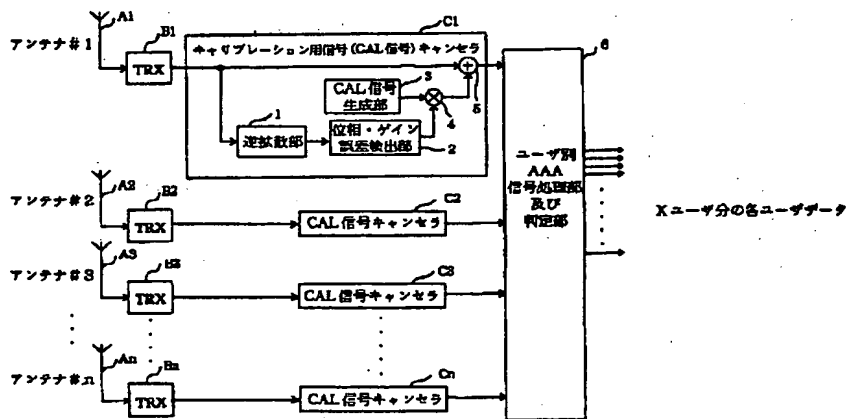 A1
B1
C1
6
アンテナ#1
TRX
キャリブレーション用信号(CAL信号)キャンセラ
3
CAL信号
生成部
4
5
1
逆拡散部
位相・ゲイン
誤差検出部
2
ユーザ別
AAA
信号処理部
及び
判定部
Xユーザ分の各ユーザデータ
A2
B2
C2
アンテナ#2
TRX
CAL信号キャンセラ
A3
B3
C3
アンテナ#3
TRX
CAL信号キャンセラ
An
Bn
Cn
アンテナ#n
TRX
CAL信号キャンセラ